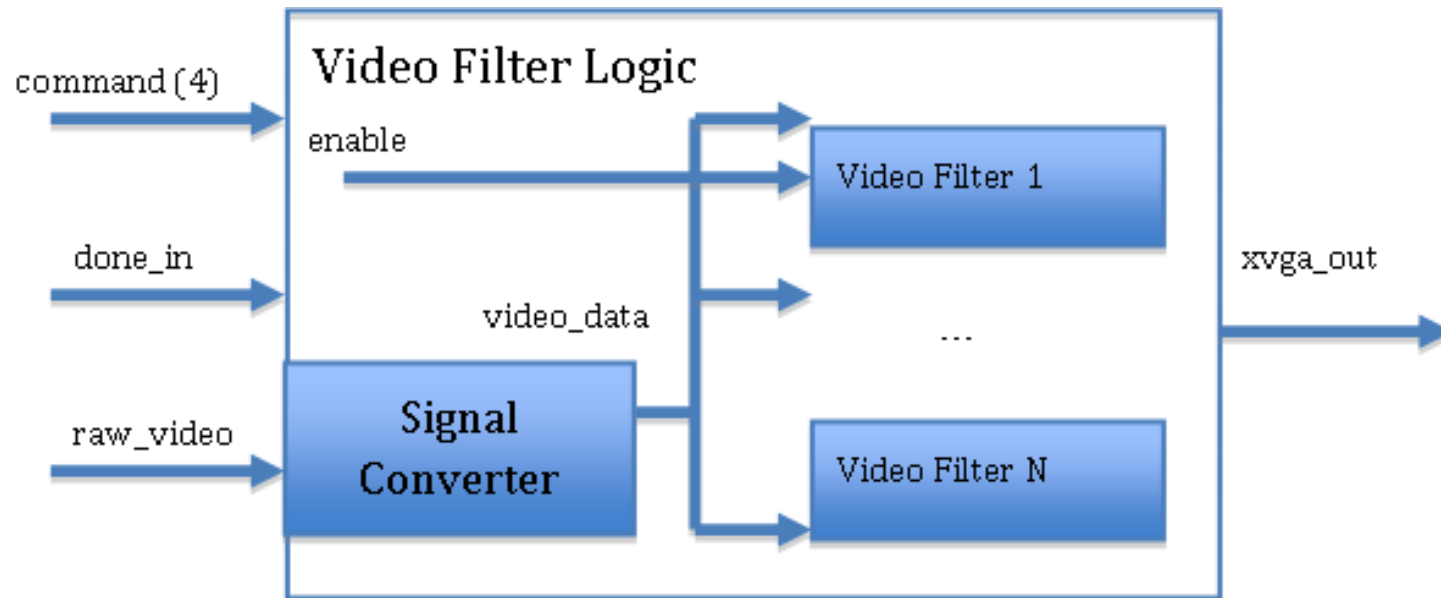 Video Filter Logic
command (4)
enable
Video Filter 1
done_in
xvga_out
video_data
...
Signal
Converter
raw_video
Video Filter N